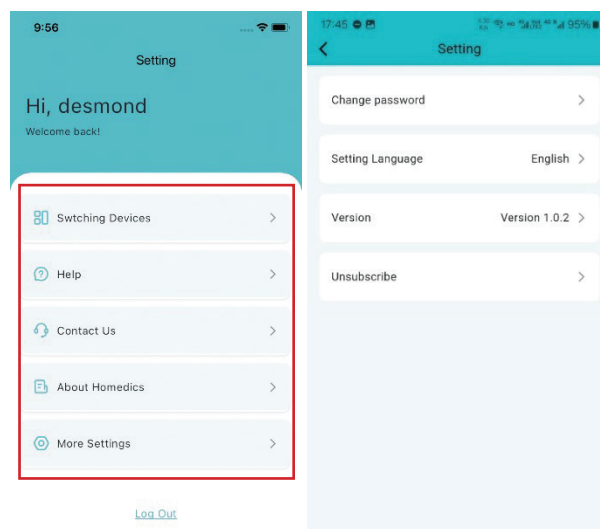 9:56
Setting
Hi, desmond
Welcome back!
Swtching Devices
Help
Contact Us
About Homedics
More Settings
Log Out
17:45
95%
Setting
Change password
Setting Language English
Version Version 1.0.2
Unsubscribe